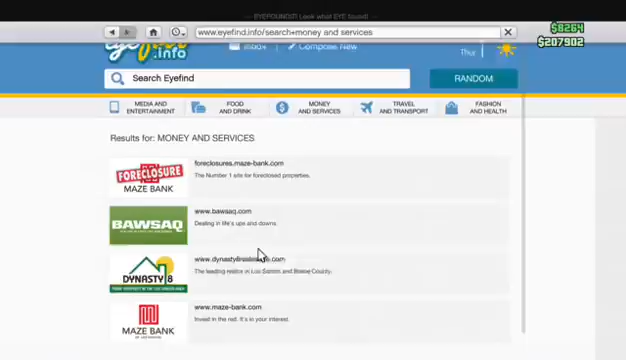 EYEFOUND!!! Look what EYE found!
www.eyefind.info/search=money and services
$8264
$207902
eyefind
.info
Inbox
Compose New
Thu
Search Eyefind
RANDOM
MEDIA AND
ENTERTAINMENT
FOOD
AND DRINK
MONEY
AND SERVICES
TRAVEL
AND TRANSPORT
FASHION
AND HEALTH
Results for: MONEY AND SERVICES
FORECLOSURE
MAZE BANK
foreclosures.maze-bank.com
The Number 1 site for foreclosed properties.
BAWSAQ
www.bawsaq.com
Dealing in life's ups and downs
DYNASTY 8
The leading realtor in Los Santos and Blaine County.
MAZE BANK
www.maze-bank.com
Invest in the red. It's in your interest.